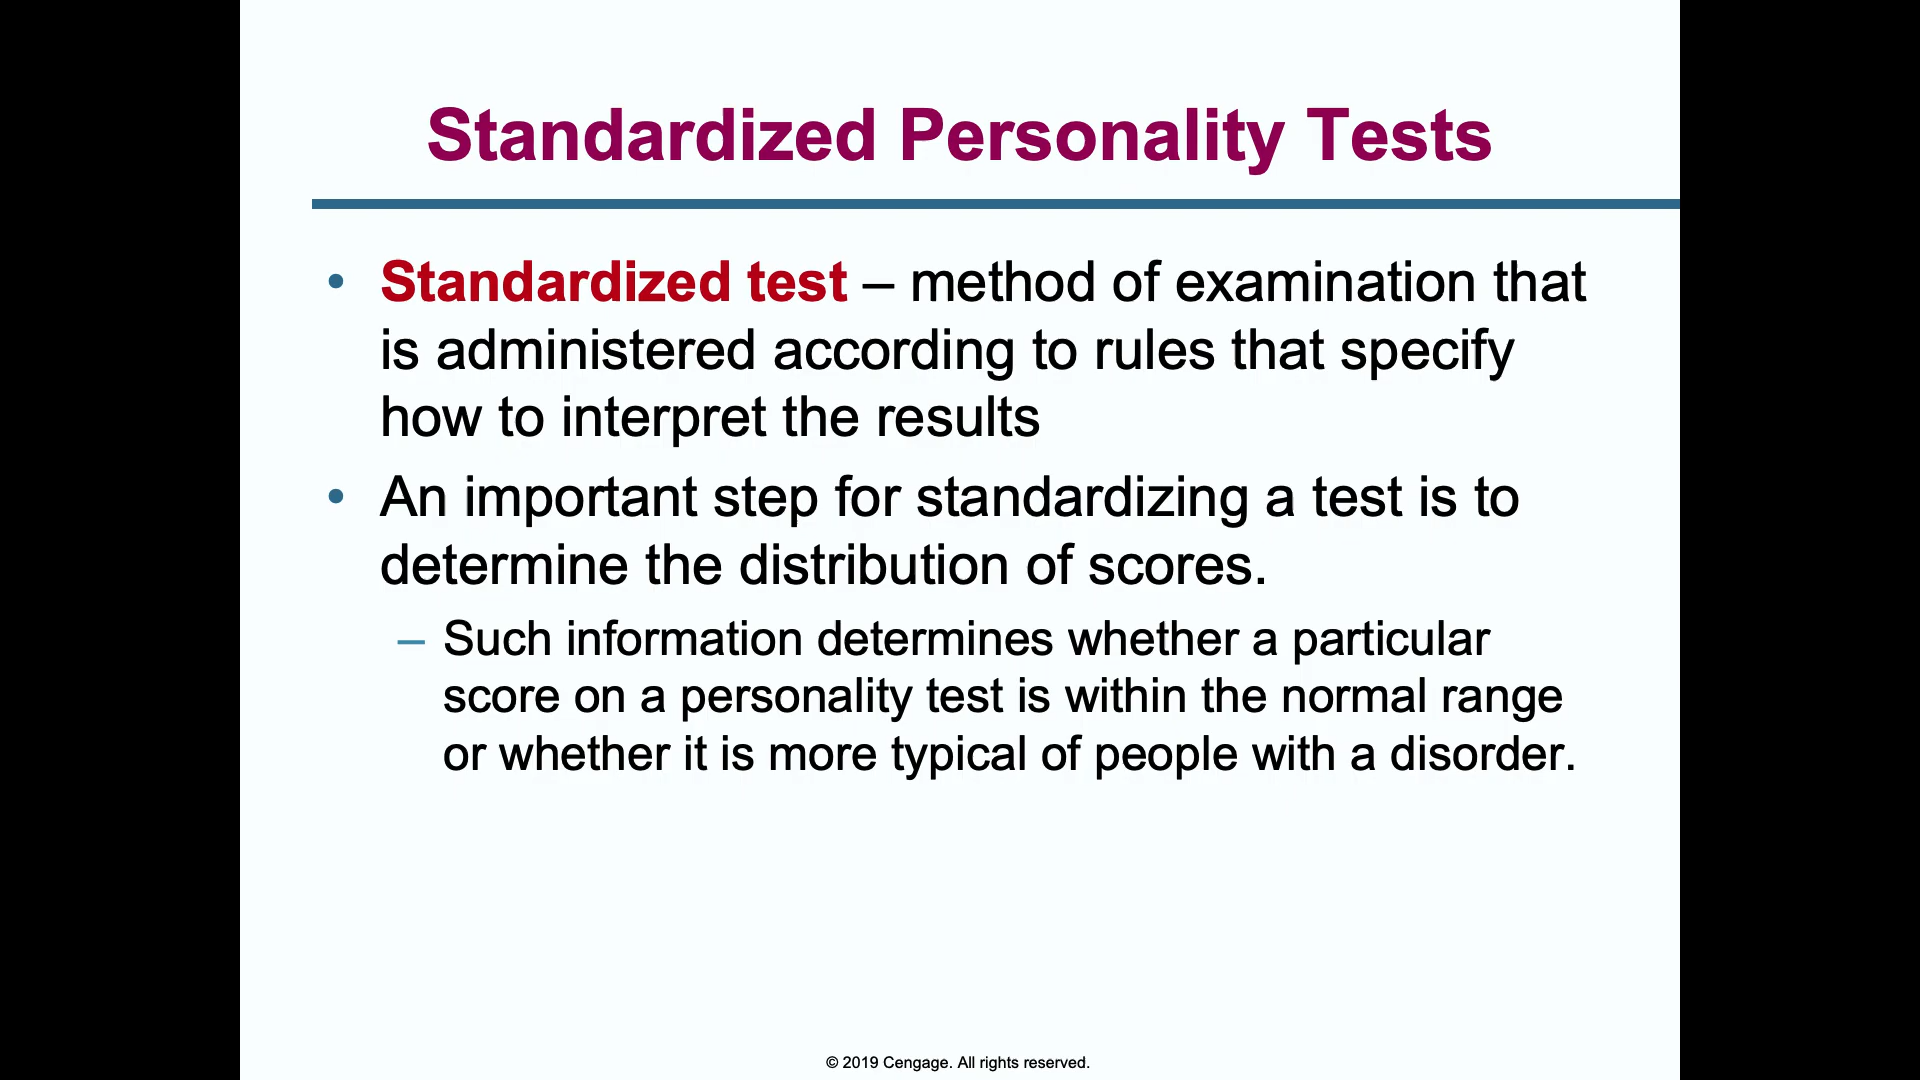 Standardized Personality Tests
• Standardized test – method of examination that
is administered according to rules that specify
how to interpret the results
• An important step for standardizing a test is to
determine the distribution of scores.
– Such information determines whether a particular
score on a personality test is within the normal range
or whether it is more typical of people with a disorder.
© 2019 Cengage. All rights reserved.